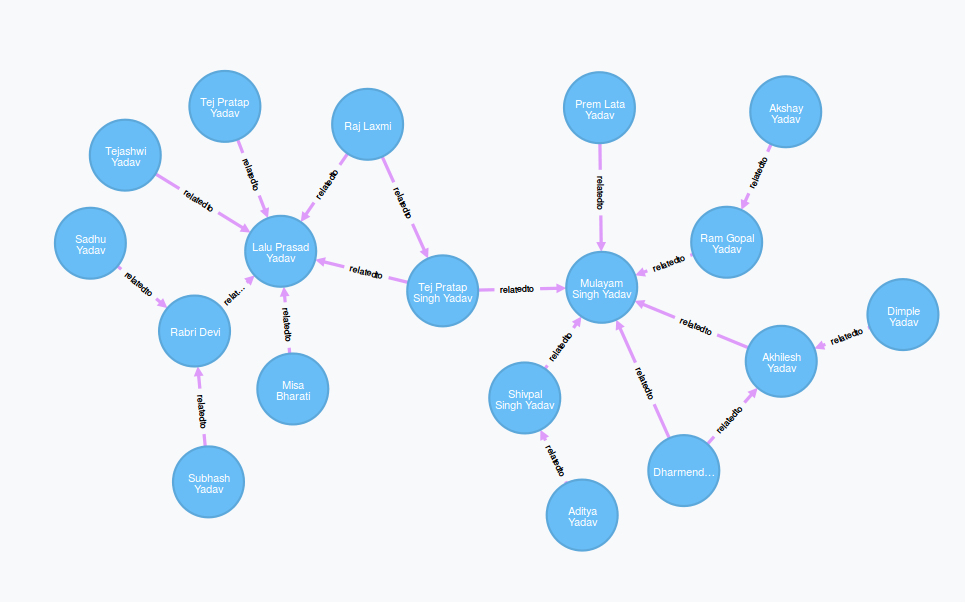 Tej Pratap
Yadav
Raj Laxmi
Prem Lata
Yadav
Akshay
Yadav
Tejashwi
Yadav
relatedto
relatedto
relatedto
relatedto
relatedto
relatedto
Sadhu
Yadav
Lalu Prasad
Yadav
Ram Gopal
Yadav
relatedto
relatedto
relatedto
relat...
Tej Pratap
Singh Yadav
relatedto
Mulayam
Singh Yadav
Rabri Devi
relatedto
relatedto
relatedto
relatedto
Dimple
Yadav
Akhilesh
Yadav
Misa
Bharati
relatedto
Shivpal
Singh Yadav
relatedto
relatedto
relatedto
relatedto
Dharmend...
Subhash
Yadav
Aditya
Yadav